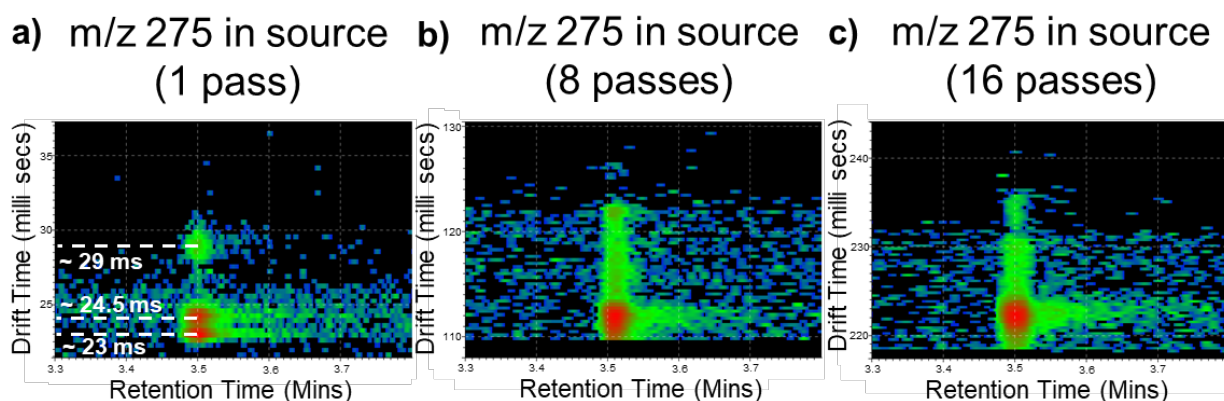 a) m/z 275 in source
(1 pass)
Drift Time (milli secs)
35
30
25
~ 29 ms
~ 24.5 ms
~ 23 ms
3.3
3.4
3.5
3.6
3.7
Retention Time (Mins)
b) m/z 275 in source
(8 passes)
Drift Time (milli secs)
130
120
110
3.3
3.4
3.5
3.6
3.7
Retention Time (Mins)
c) m/z 275 in source
(16 passes)
Drift Time (milli secs)
240
230
220
3.3
3.4
3.5
3.6
3.7
Retention Time (Mins)